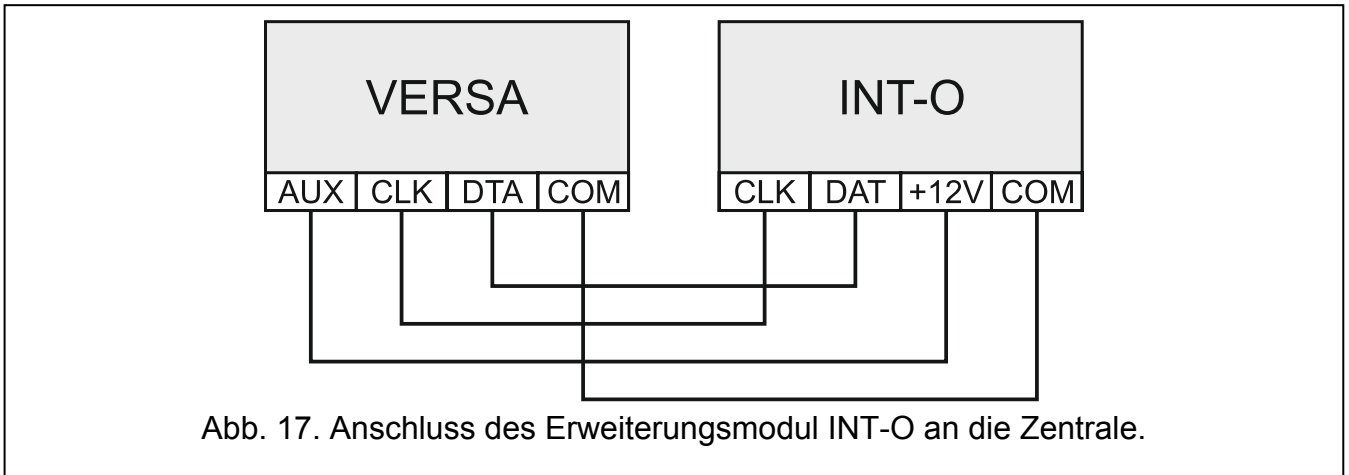 VERSA
INT-O
AUX CLK DTA COM
CLK DAT +12V COM
Abb. 17. Anschluss des Erweiterungsmodul INT-O an die Zentrale.